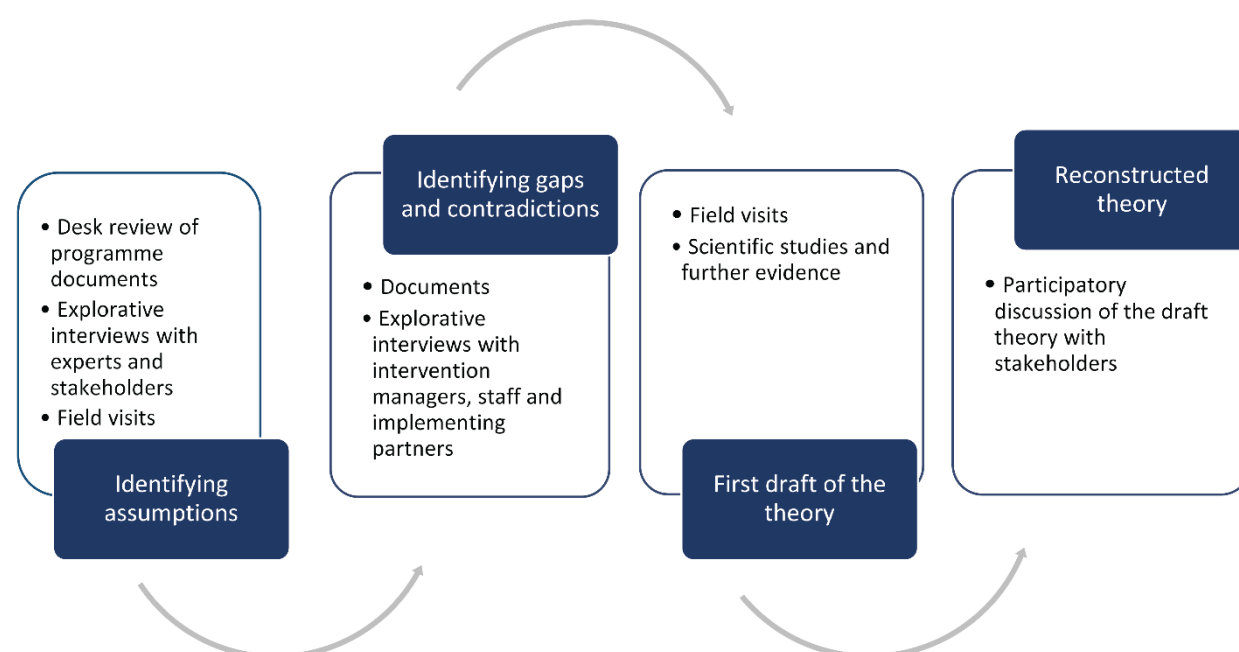 • Desk review of
programme
documents
• Explorative
interviews with
experts and
stakeholders
• Field visits
Identifying
assumptions
Identifying gaps
and contradictions
• Documents
• Explorative
interviews with
intervention
managers, staff and
implementing
partners
• Field visits
• Scientific studies and
further evidence
First draft of the
theory
Reconstructed
theory
• Participatory
discussion of the draft
theory with
stakeholders